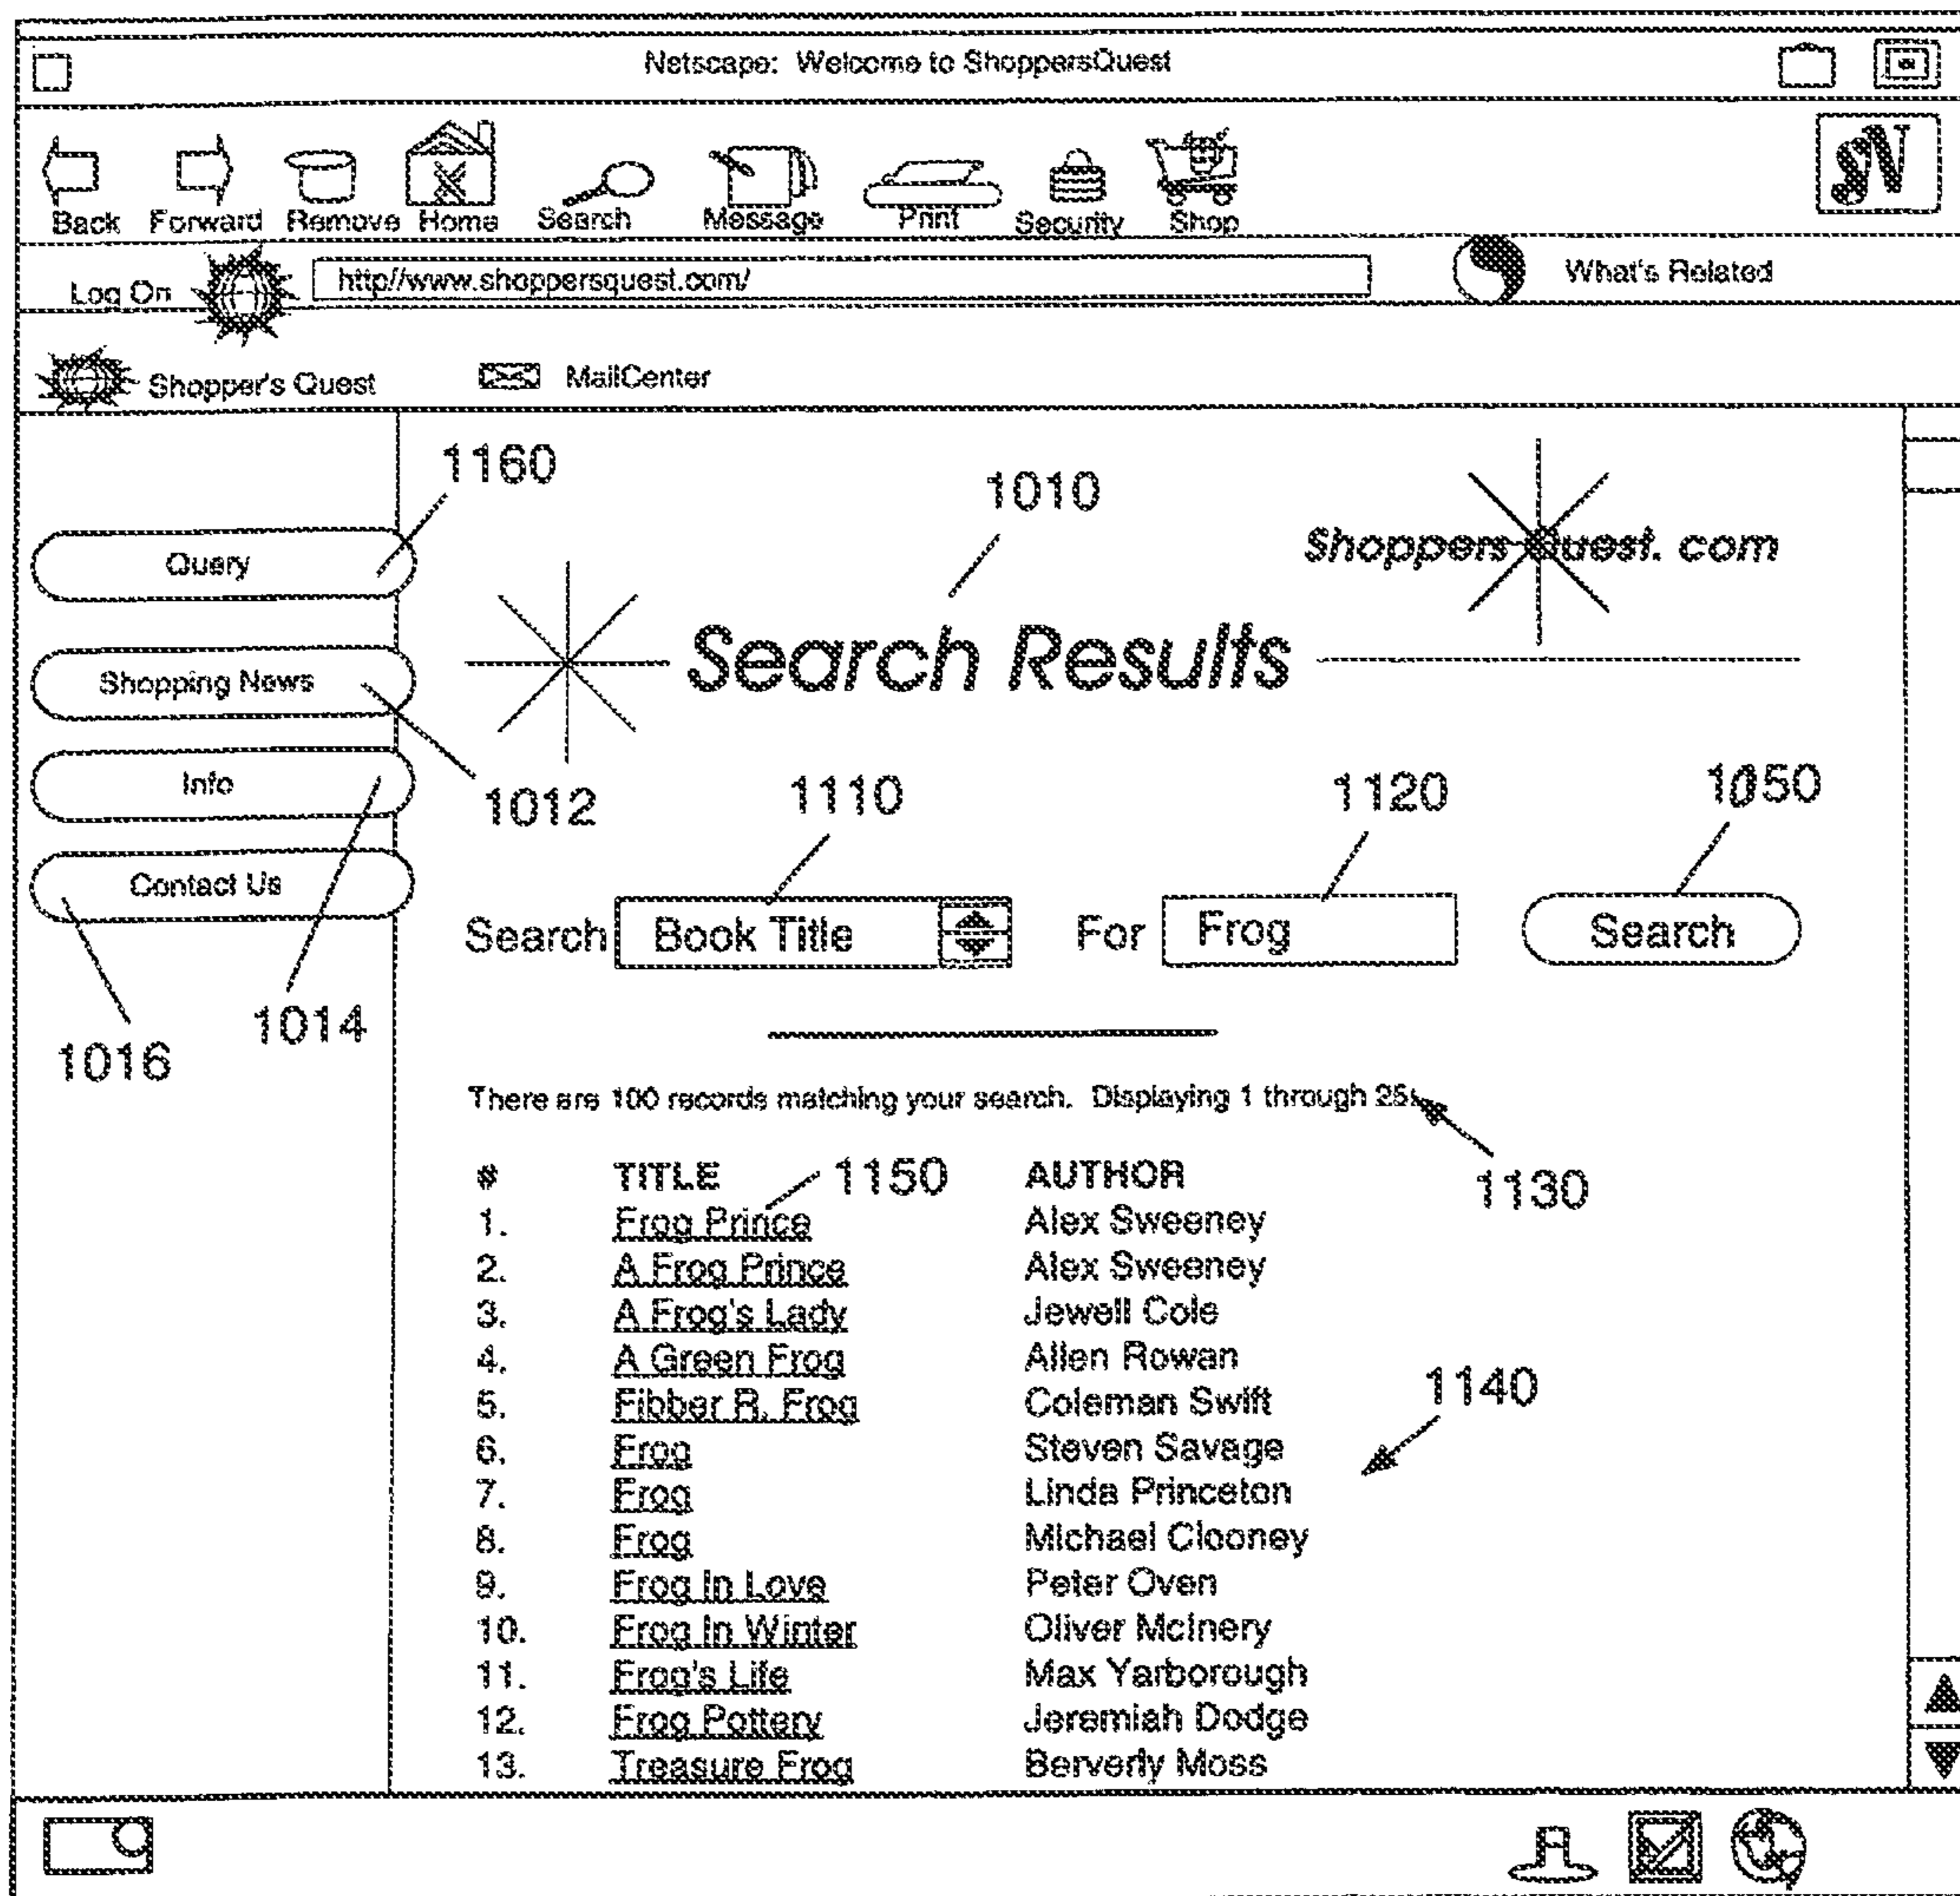 Netscape: Welcome to ShoppersQuest
Back Forward Remove Home Search Message Print Security Shop
N
Log On http//www.shoppersquest.com/ What's Related
Shopper's Quest MailCenter
1160
1010
Shoppers Quest. com
Query
Search Results
Shopping News
1012
Info
1110
1120
1050
Contact Us
Search Book Title For Frog Search
1014
1016
There are 100 records matching your search. Displaying 1 through 25.
1130
# TITLE 1150 AUTHOR
1. Frog Prince Alex Sweeney
2. A Frog Prince Alex Sweeney
3. A Frog's Lady Jewell Cole
4. A Green Frog Allen Rowan
1140
5. Fibber R. Frog Coleman Swift
6. Frog Steven Savage
7. Frog Linda Princeton
8. Frog Michael Clooney
9. Frog In Love Peter Oven
10. Frog In Winter Oliver McInery
11. Frog's Life Max Yarborough
12. Frog Pottery Jeremiah Dodge
13. Treasure Frog Berverly Moss